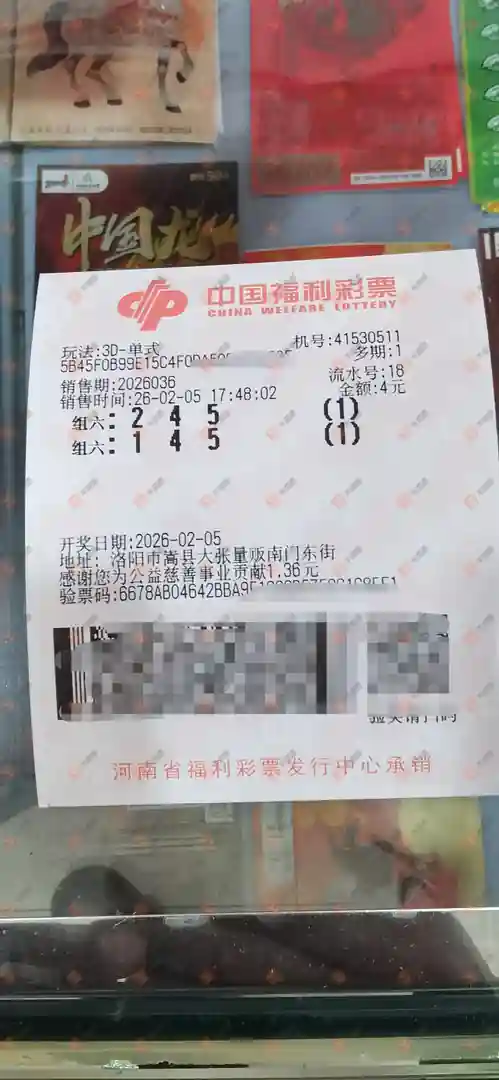 中国龙
中国福利彩票
CHINA WELFARE LOTTERY
玩法:3D-单式
机号:41530511
5B45F0B99E15C4F0
多期:1
销售期:2026036
流水号:18
销售时间:26-02-05 17:48:02
金额:4元
组六: 2 4 5 (1)
组六: 1 4 5 (1)
开奖日期:2026-02-05
地址: 洛阳市嵩县大张量贩南门东街
感谢您为公益慈善事业贡献1.36元
验票码:6678AB04642BBA9
河南省福利彩票发行中心承销